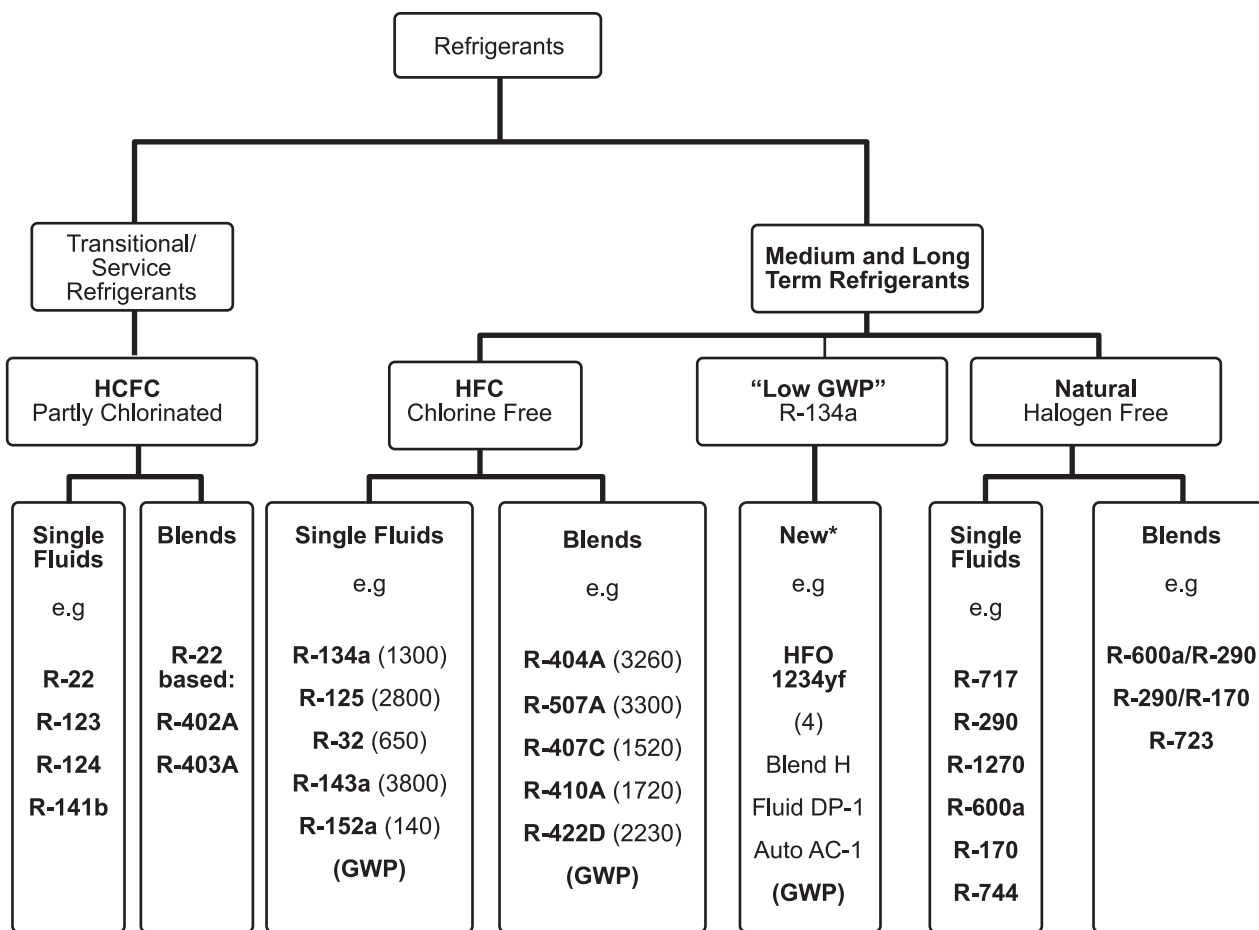 Refrigerants
Transitional/
Service
Refrigerants
Medium and Long
Term Refrigerants
HCFC
Partly Chlorinated
HFC
Chlorine Free
“Low GWP”
R-134a
Natural
Halogen Free
Single
Fluids
e.g
R-22
R-123
R-124
R-141b
Blends
R-22
based:
R-402A
R-403A
Single Fluids
e.g
R-134a (1300)
R-125 (2800)
R-32 (650)
R-143a (3800)
R-152a (140)
(GWP)
Blends
e.g
R-404A (3260)
R-507A (3300)
R-407C (1520)
R-410A (1720)
R-422D (2230)
(GWP)
New*
e.g
HFO
1234yf
(4)
Blend H
Fluid DP-1
Auto AC-1
(GWP)
Single
Fluids
e.g
R-717
R-290
R-1270
R-600a
R-170
R-744
Blends
R-600a/R-290
R-290/R-170
R-723